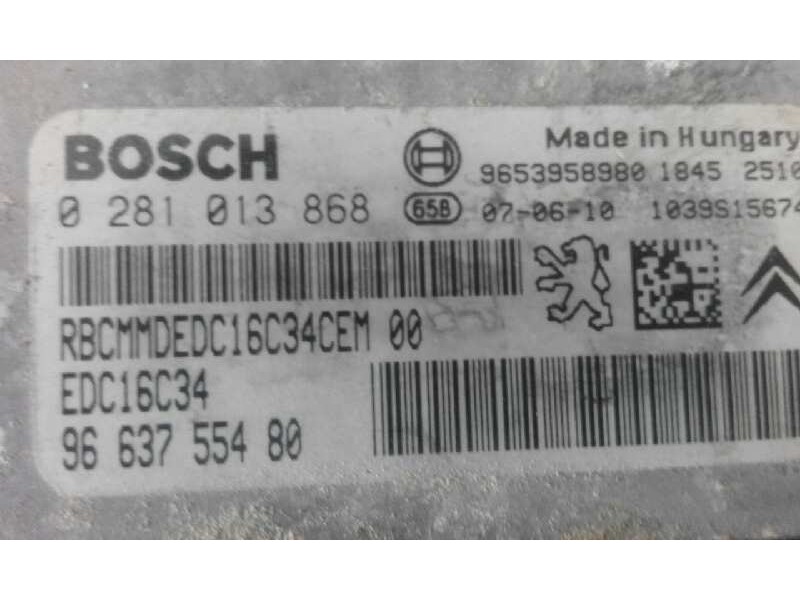 BOSCH
Made in Hungary
9653958980 1845 2510
0 281 013 868
658 07-06-10 1039S15674
RBCMMDEDC16C34CEM 00
EDC16C34
96 637 554 80